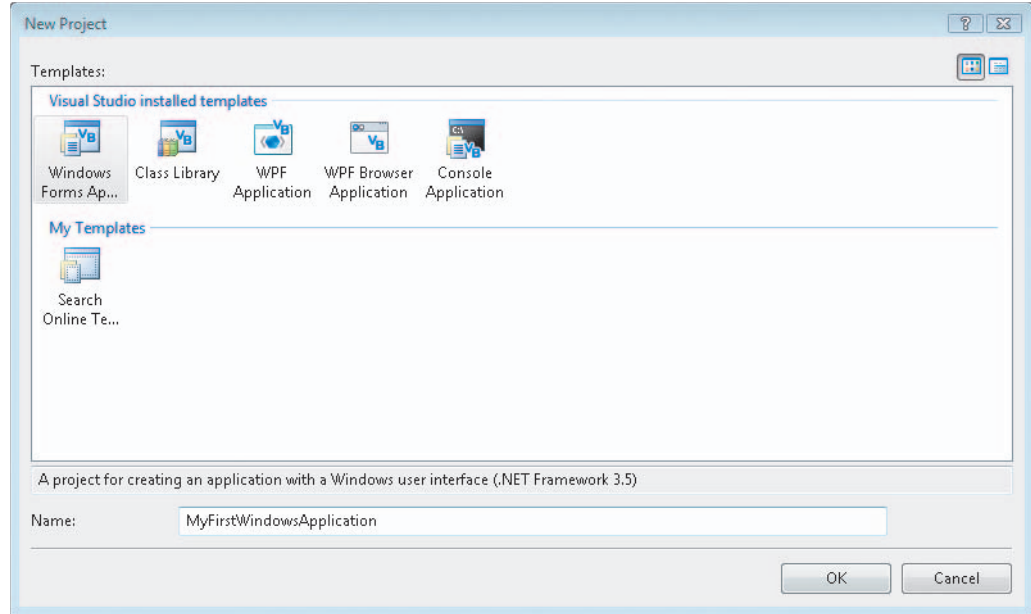 New Project
Templates:
Visual Studio installed templates
Windows Forms Ap...
Class Library
WPF Application
WPF Browser Application
Console Application
My Templates
Search Online Te...
A project for creating an application with a Windows user interface (.NET Framework 3.5)
Name:
MyFirstWindowsApplication
OK
Cancel